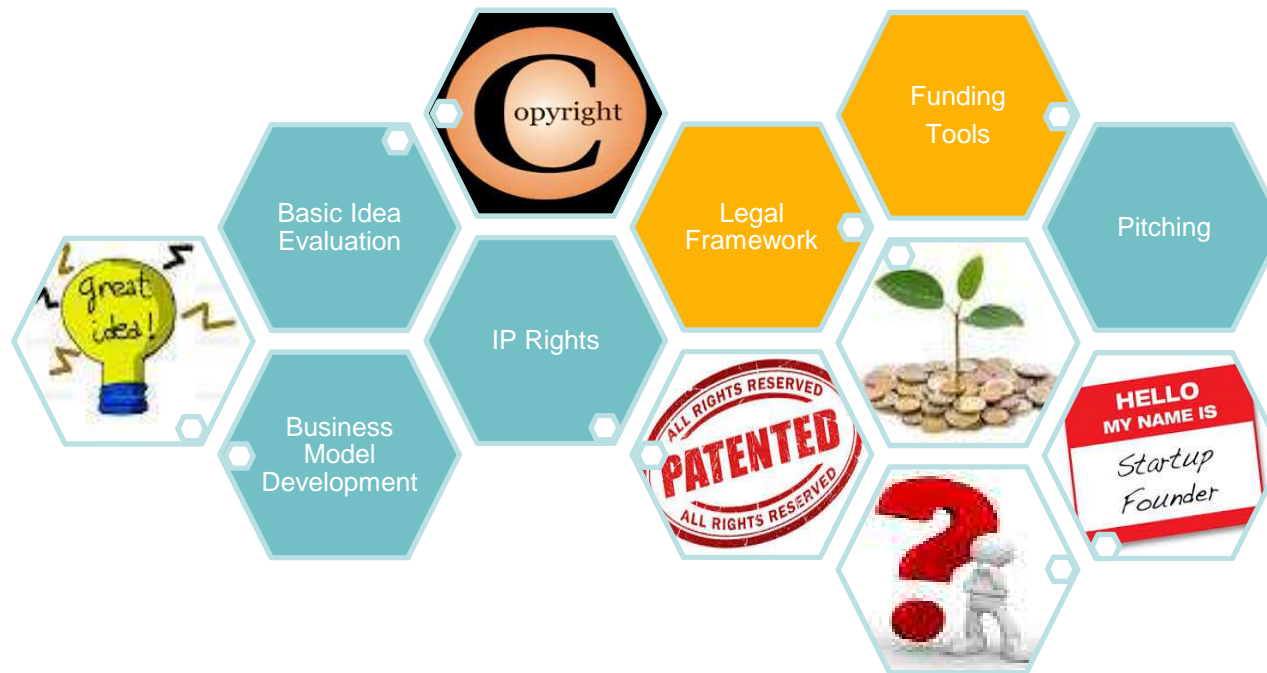 great
idea!
Basic Idea
Evaluation
Business
Model
Development
Copyright
IP Rights
Legal
Framework
ALL RIGHTS RESERVED
PATENTED
ALL RIGHTS RESERVED
Funding
Tools
Pitching
HELLO
MY NAME IS
Startup
Founder